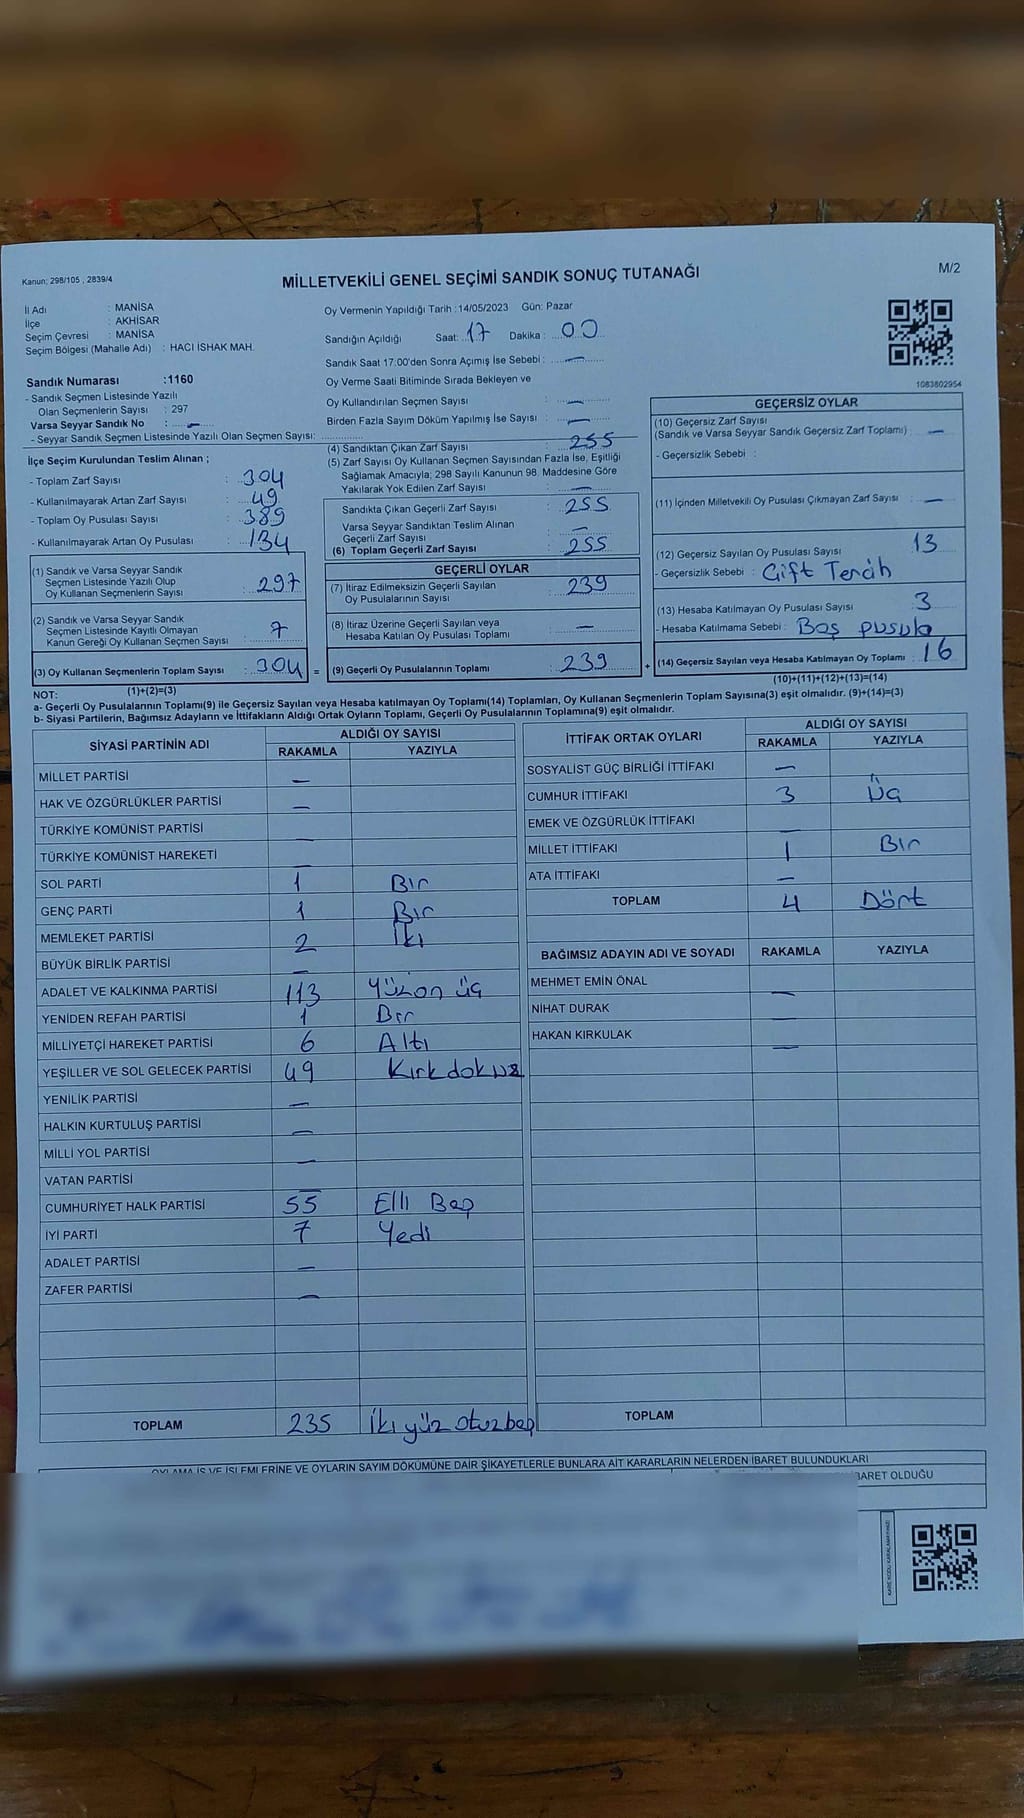 Kanun: 298/105 , 2839/4
MİLLETVEKİLİ GENEL SEÇİMİ SANDIK SONUÇ TUTANAĞI
M/2
İl Adı : MANİSA
İlçe : AKHİSAR
Seçim Çevresi : MANİSA
Seçim Bölgesi (Mahalle Adı) : HACI İSHAK MAH.
Sandık Numarası :1160
- Sandık Seçmen Listesinde Yazılı
Olan Seçmenlerin Sayısı : 297
Varsa Seyyar Sandık No : —
- Seyyar Sandık Seçmen Listesinde Yazılı Olan Seçmen Sayısı:
İlçe Seçim Kurulundan Teslim Alınan ;
- Toplam Zarf Sayısı : 304
- Kullanılmayarak Artan Zarf Sayısı : 49
- Toplam Oy Pusulası Sayısı : 389
- Kullanılmayarak Artan Oy Pusulası : 134
(1) Sandık ve Varsa Seyyar Sandık
Seçmen Listesinde Yazılı Olup
Oy Kullanan Seçmenlerin Sayısı : 297
(2) Sandık ve Varsa Seyyar Sandık
Seçmen Listesinde Kayıtlı Olmayan
Kanun Gereği Oy Kullanan Seçmen Sayısı : 7
(3) Oy Kullanan Seçmenlerin Toplam Sayısı : 304 =
Oy Vermenin Yapıldığı Tarih :14/05/2023 Gün: Pazar
Sandığın Açıldığı Saat: 17 Dakika : 00
Sandık Saat 17:00'den Sonra Açımış İse Sebebi : —
Oy Verme Saati Bitiminde Sırada Bekleyen ve
Oy Kullandırılan Seçmen Sayısı : —
Birden Fazla Sayım Döküm Yapılmış İse Sayısı : —
(4) Sandıktan Çıkan Zarf Sayısı : 255
(5) Zarf Sayısı Oy Kullanan Seçmen Sayısından Fazla İse, Eşitliği
Sağlamak Amacıyla; 298 Sayılı Kanunun 98. Maddesine Göre
Yakılarak Yok Edilen Zarf Sayısı : —
Sandıkta Çıkan Geçerli Zarf Sayısı : 255
Varsa Seyyar Sandıktan Teslim Alınan
Geçerli Zarf Sayısı : —
(6) Toplam Geçerli Zarf Sayısı : 255
GEÇERLİ OYLAR
(7) İtiraz Edilmeksizin Geçerli Sayılan
Oy Pusulalarının Sayısı : 239
(8) İtiraz Üzerine Geçerli Sayılan veya
Hesaba Katılan Oy Pusulası Toplamı : —
(9) Geçerli Oy Pusulalarının Toplamı : 239 +
1083802954
GEÇERSİZ OYLAR
(10) Geçersiz Zarf Sayısı
(Sandık ve Varsa Seyyar Sandık Geçersiz Zarf Toplamı) : —
- Geçersizlik Sebebi :
(11) İçinden Milletvekili Oy Pusulası Çıkmayan Zarf Sayısı : —
(12) Geçersiz Sayılan Oy Pusulası Sayısı : 13
- Geçersizlik Sebebi : Çift Tercih
(13) Hesaba Katılmayan Oy Pusulası Sayısı : 3
- Hesaba Katılmama Sebebi : Boş pusula
(14) Geçersiz Sayılan veya Hesaba Katılmayan Oy Toplamı : 16
(1)+(2)=(3)
(10)+(11)+(12)+(13)=(14)
NOT:
a- Geçerli Oy Pusulalarının Toplamı(9) ile Geçersiz Sayılan veya Hesaba katılmayan Oy Toplamı(14) Toplamları, Oy Kullanan Seçmenlerin Toplam Sayısına(3) eşit olmalıdır. (9)+(14)=(3)
b- Siyasi Partilerin, Bağımsız Adayların ve İttifakların Aldığı Ortak Oyların Toplamı, Geçerli Oy Pusulalarının Toplamına(9) eşit olmalıdır.
SİYASİ PARTİNİN ADI ALDIĞI OY SAYISI
RAKAMLA YAZIYLA
MİLLET PARTİSİ —
HAK VE ÖZGÜRLÜKLER PARTİSİ —
TÜRKİYE KOMÜNİST PARTİSİ —
TÜRKİYE KOMÜNİST HAREKETİ —
SOL PARTİ 1 Bir
GENÇ PARTİ 1 Bir
MEMLEKET PARTİSİ 2 İki
BÜYÜK BİRLİK PARTİSİ —
ADALET VE KALKINMA PARTİSİ 113 Yüzon üç
YENİDEN REFAH PARTİSİ 1 Bir
MİLLİYETÇİ HAREKET PARTİSİ 6 Altı
YEŞİLLER VE SOL GELECEK PARTİSİ 49 Kırkdokuz
YENİLİK PARTİSİ —
HALKIN KURTULUŞ PARTİSİ —
MİLLİ YOL PARTİSİ —
VATAN PARTİSİ —
CUMHURİYET HALK PARTİSİ 55 Elli Beş
İYİ PARTİ 7 Yedi
ADALET PARTİSİ —
ZAFER PARTİSİ —
TOPLAM 235 İki yüz otuzbeş
İTTİFAK ORTAK OYLARI ALDIĞI OY SAYISI
RAKAMLA YAZIYLA
SOSYALİST GÜÇ BİRLİĞİ İTTİFAKI —
CUMHUR İTTİFAKI 3 Üç
EMEK VE ÖZGÜRLÜK İTTİFAKI —
MİLLET İTTİFAKI 1 Bir
ATA İTTİFAKI —
TOPLAM 4 Dört
BAĞIMSIZ ADAYIN ADI VE SOYADI RAKAMLA YAZIYLA
MEHMET EMİN ÖNAL —
NİHAT DURAK —
HAKAN KIRKULAK —
TOPLAM
OYLAMA İŞ VE İŞLEMLERİNE VE OYLARIN SAYIM DÖKÜMÜNE DAİR ŞİKAYETLERLE BUNLARA AİT KARARLARIN NELERDEN İBARET BULUNDUKLARI
BARET OLDUĞU